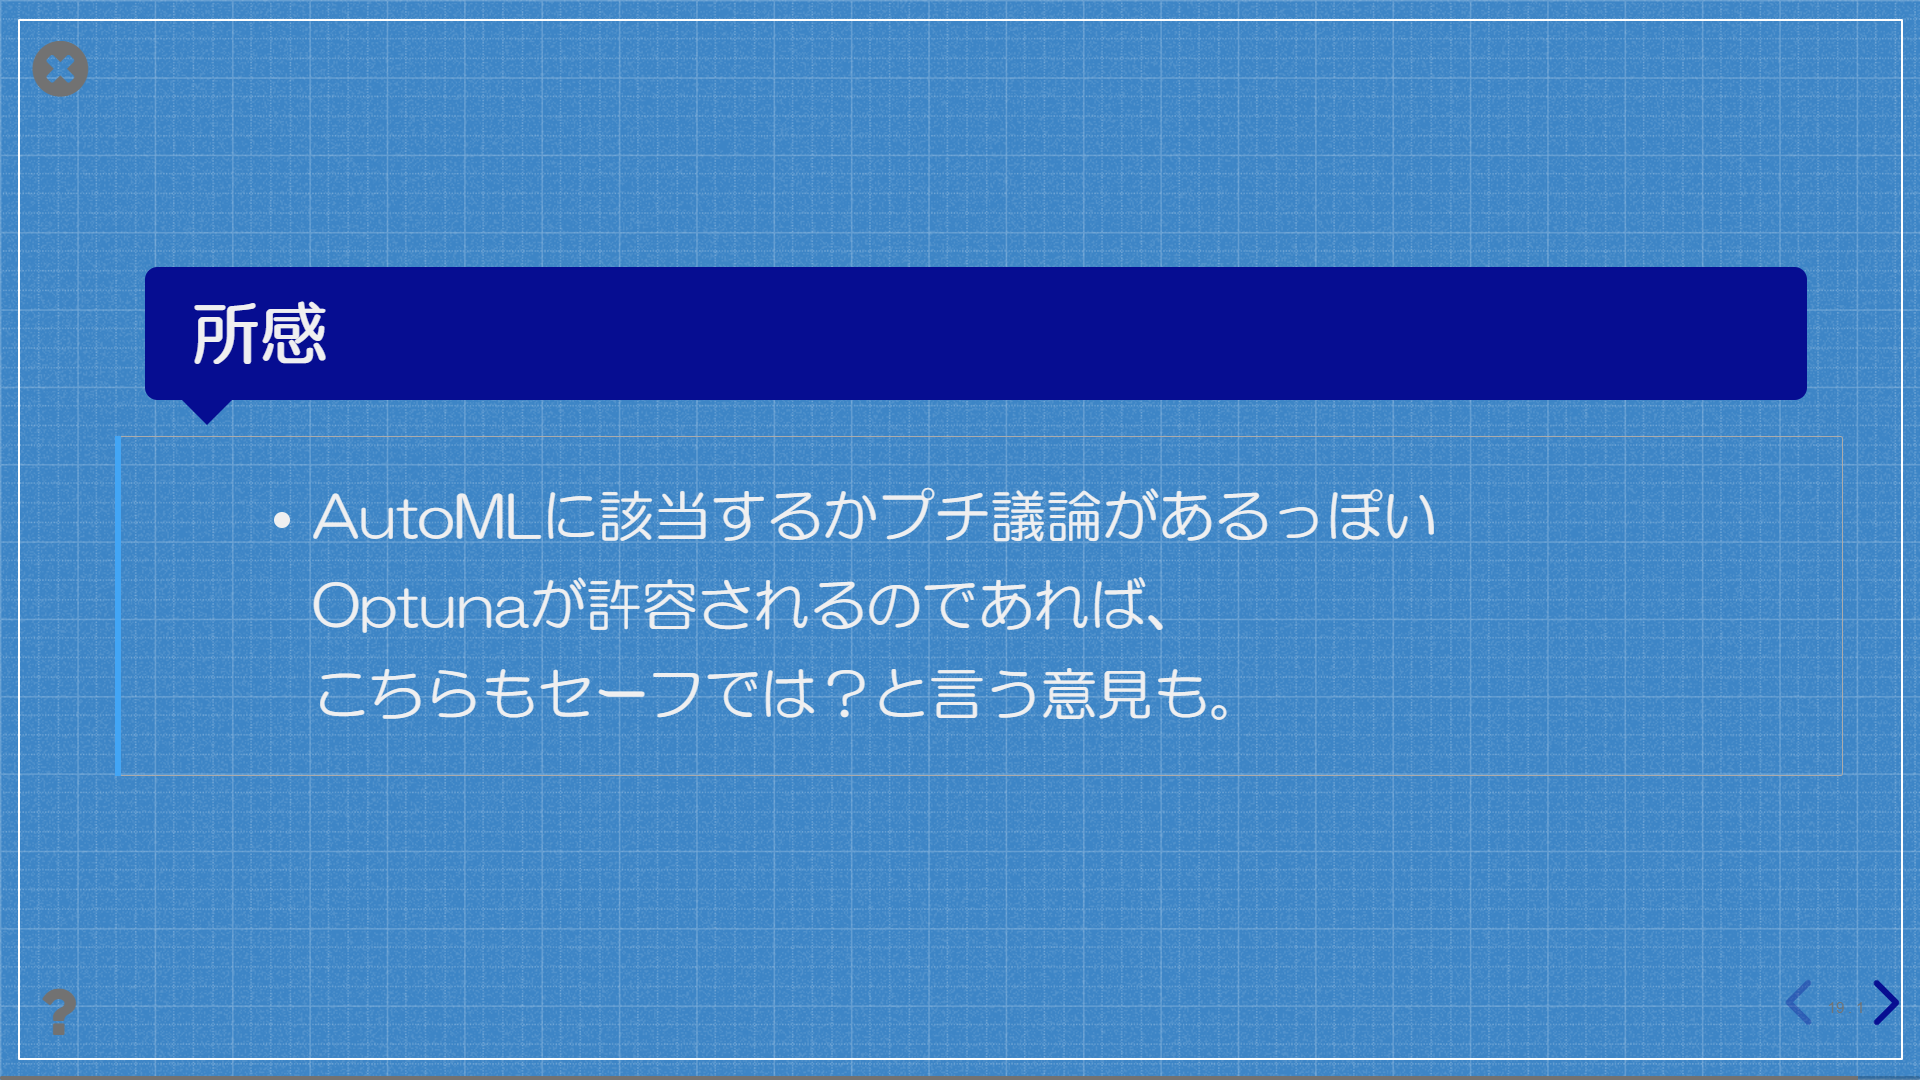 所感
• AutoMLに該当するかプチ議論があるっぽい
Optunaが許容されるのであれば、
こちらもセーフでは？と言う意見も。
?